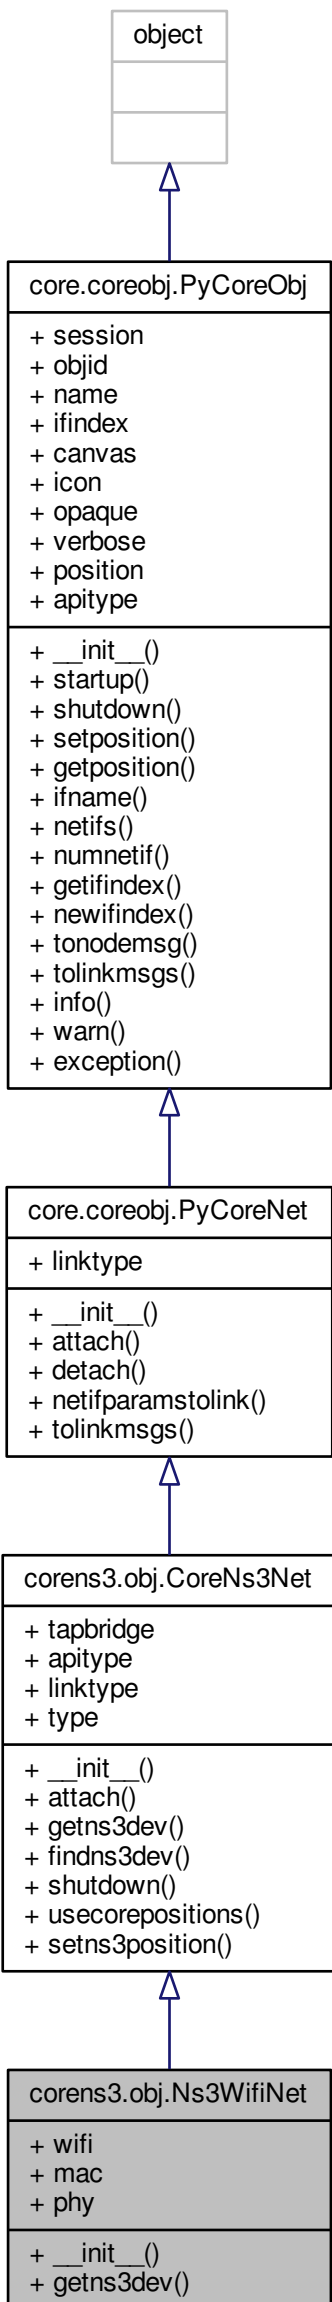 object
core.coreobj.PyCoreObj
+ session
+ objid
+ name
+ ifindex
+ canvas
+ icon
+ opaque
+ verbose
+ position
+ apitype
+ __init__()
+ startup()
+ shutdown()
+ setposition()
+ getposition()
+ ifname()
+ netifs()
+ numnetif()
+ getifindex()
+ newifindex()
+ tonodemsg()
+ tolinkmsgs()
+ info()
+ warn()
+ exception()
core.coreobj.PyCoreNet
+ linktype
+ __init__()
+ attach()
+ detach()
+ netifparamstolink()
+ tolinkmsgs()
corens3.obj.CoreNs3Net
+ tapbridge
+ apitype
+ linktype
+ type
+ __init__()
+ attach()
+ getns3dev()
+ findns3dev()
+ shutdown()
+ usecorepositions()
+ setns3position()
corens3.obj.Ns3WifiNet
+ wifi
+ mac
+ phy
+ __init__()
+ getns3dev()